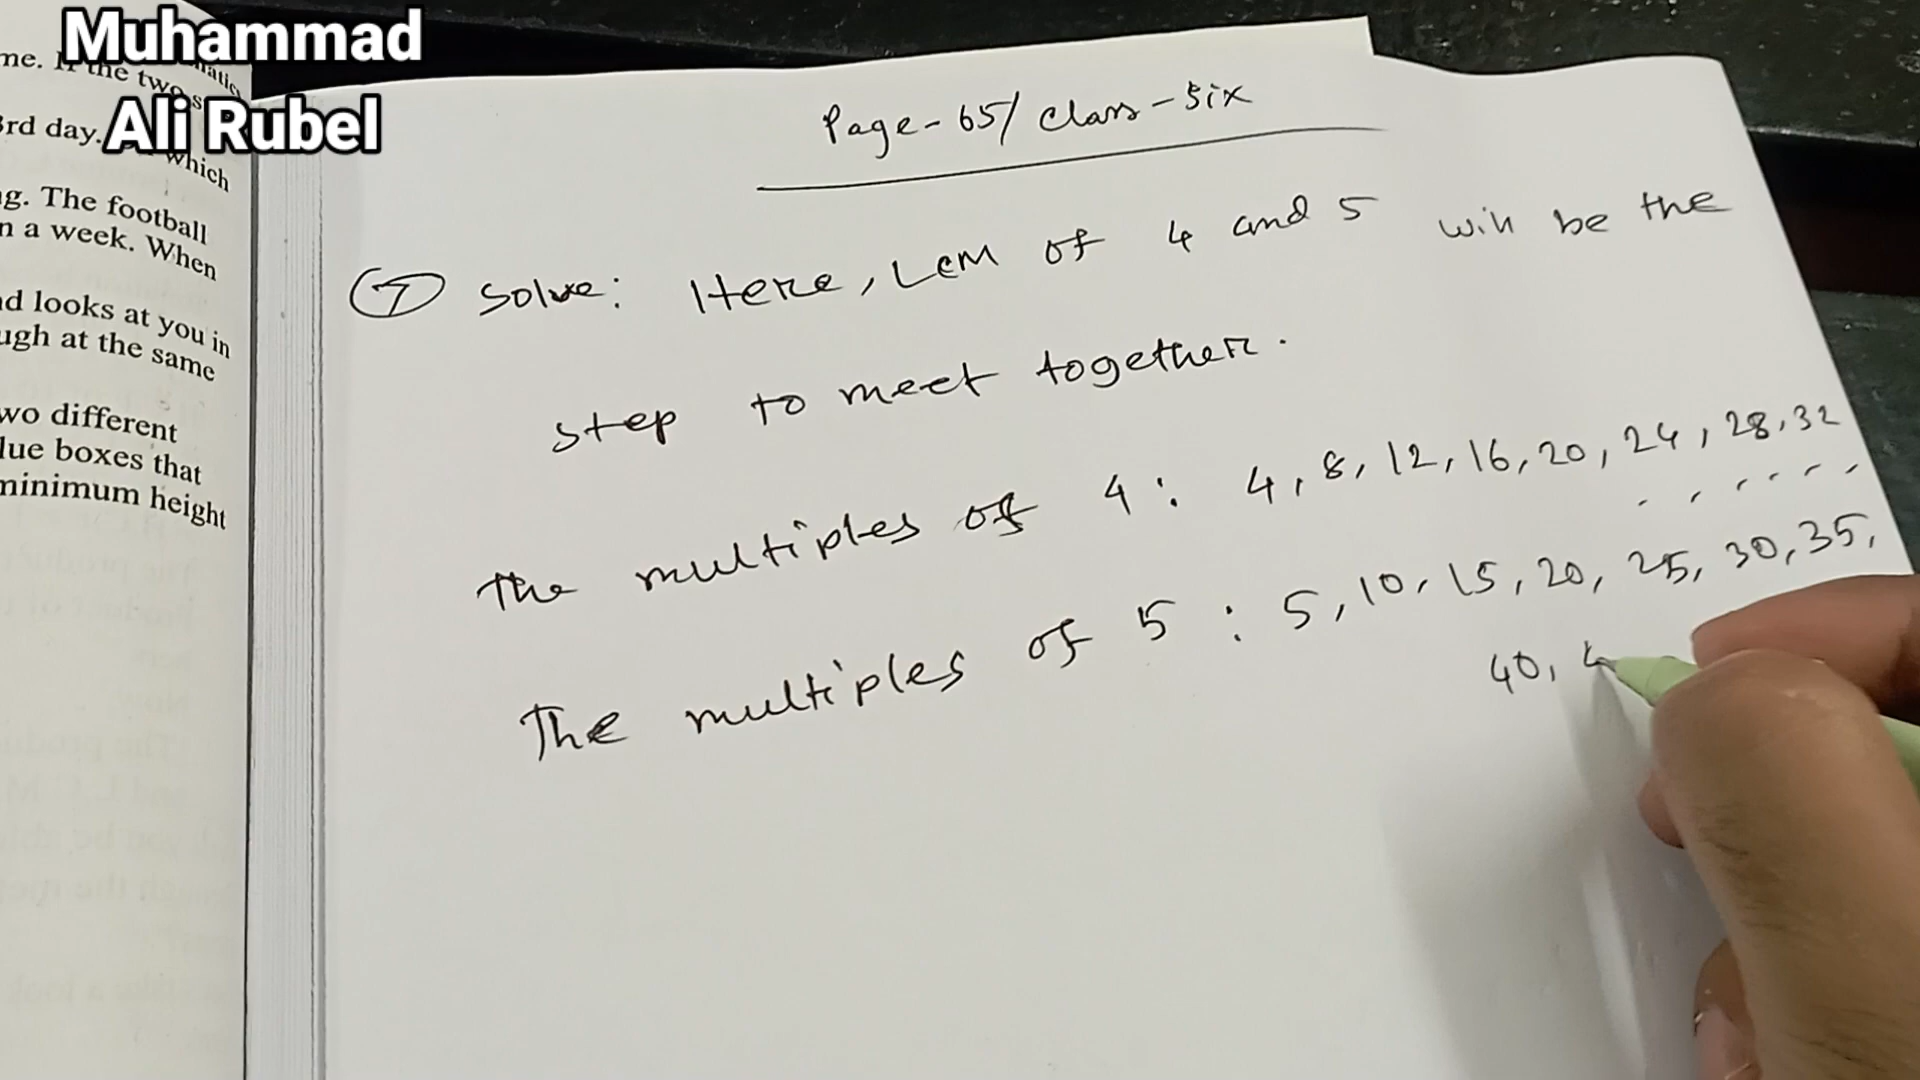 Muhammad
Ali Rubel
me. If the two
3rd day. which
g. The football
n a week. When
d looks at you in
ugh at the same
wo different
lue boxes that
minimum height
Page-65/ Class-Six
7 Solve: Here, LCM of 4 and 5 will be the
step to meet together.
The multiples of 4: 4, 8, 12, 16, 20, 24, 28, 32
. . . . . .
The multiples of 5: 5, 10, 15, 20, 25, 30, 35,
40, 4